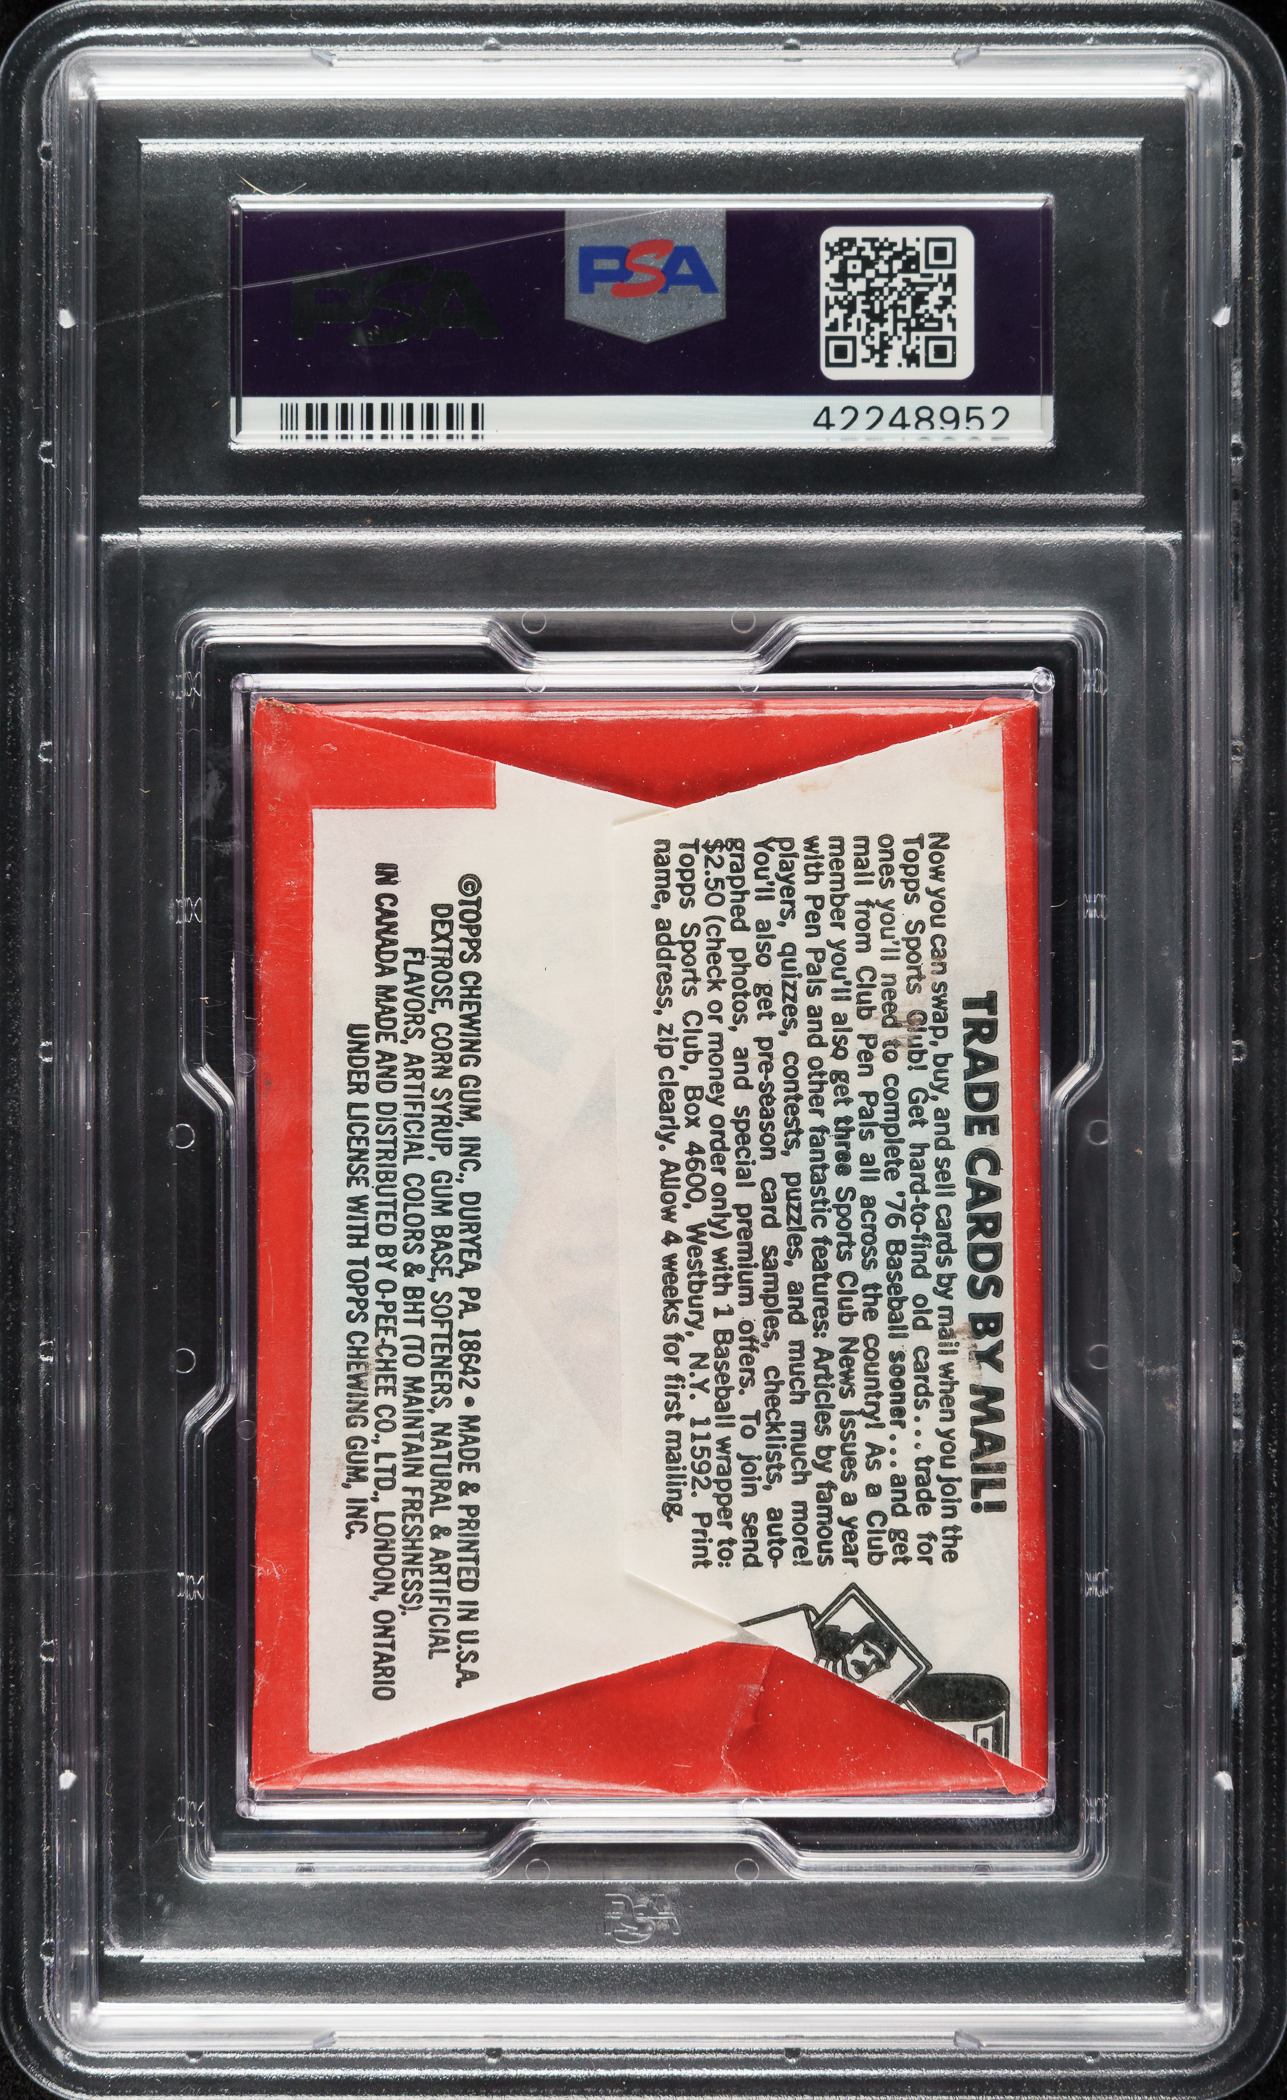 PSA
PSA
42248952
TRADE CARDS BY MAIL!
Now you can swap, buy, and sell cards by mail when you join the
Topps Sports Club! Get hard-to-find old cards... trade for
ones you'll need to complete '76 Baseball sooner... and get
mail from Club Pen Pals all across the country! As a Club
member you'll also get three Sports Club News issues a year
with Pen Pals and other fantastic features: Articles by famous
players, quizzes, contests, puzzles, and much much more!
You'll also get pre-season card samples, checklists, auto-
graphed photos, and special premium offers. To join send
$2.50 (check or money order only) with 1 Baseball wrapper to:
Topps Sports Club, Box 4600, Westbury, N.Y. 11592. Print
name, address, zip clearly. Allow 4 weeks for first mailing.
©TOPPS CHEWING GUM, INC., DURYEA, PA. 18642 • MADE & PRINTED IN U.S.A.
DEXTROSE, CORN SYRUP, GUM BASE, SOFTENERS, NATURAL & ARTIFICIAL
FLAVORS, ARTIFICIAL COLORS & BHT (TO MAINTAIN FRESHNESS).
IN CANADA MADE AND DISTRIBUTED BY O-PEE-CHEE CO., LTD., LONDON, ONTARIO
UNDER LICENSE WITH TOPPS CHEWING GUM, INC.
PSA